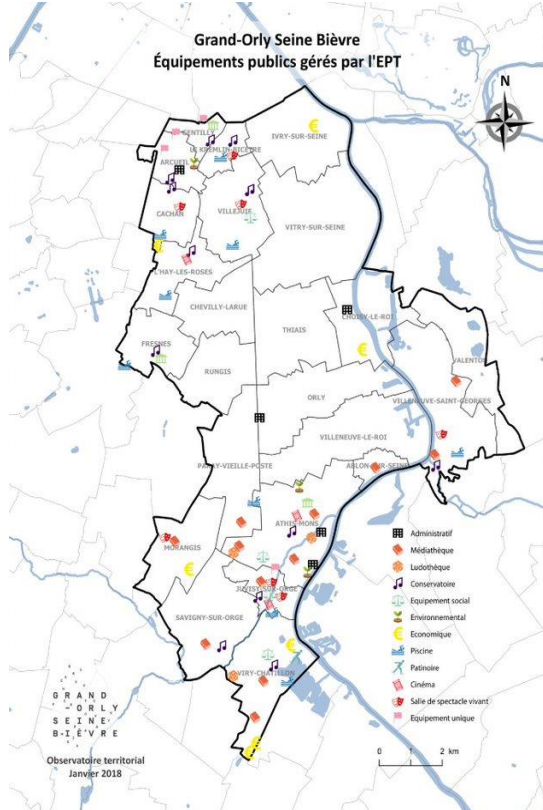 Grand-Orly Seine Bièvre
Équipements publics gérés par l'EPT
N
GENTILLY
IVRY-SUR-SEINE
LE KREMLIN-BICETRE
ARCUEIL
CACHAN
VILLEJUIF
VITRY-SUR-SEINE
L'HAY-LES-ROSES
CHEVILLY-LARUE
THIAIS
CHOISY-LE-ROI
FRESNES
RUNGIS
VALENTON
ORLY
VILLENEUVE-SAINT-GEORGES
VILLENEUVE-LE-ROI
PARAY-VIEILLE-POSTE
ABLON-SUR-SEINE
ATHIS-MONS
MORANGIS
JUVISY-SUR-ORGE
SAVIGNY-SUR-ORGE
VIRY-CHATILLON
Administratif
Médiathèque
Ludothèque
Conservatoire
Equipement social
Environnemental
Economique
Piscine
Patinoire
Cinéma
Salle de spectacle vivant
Equipement unique
0 1 2 km
GRAND
ORLY
SEINE
BIÈVRE
Observatoire territorial
Janvier 2018